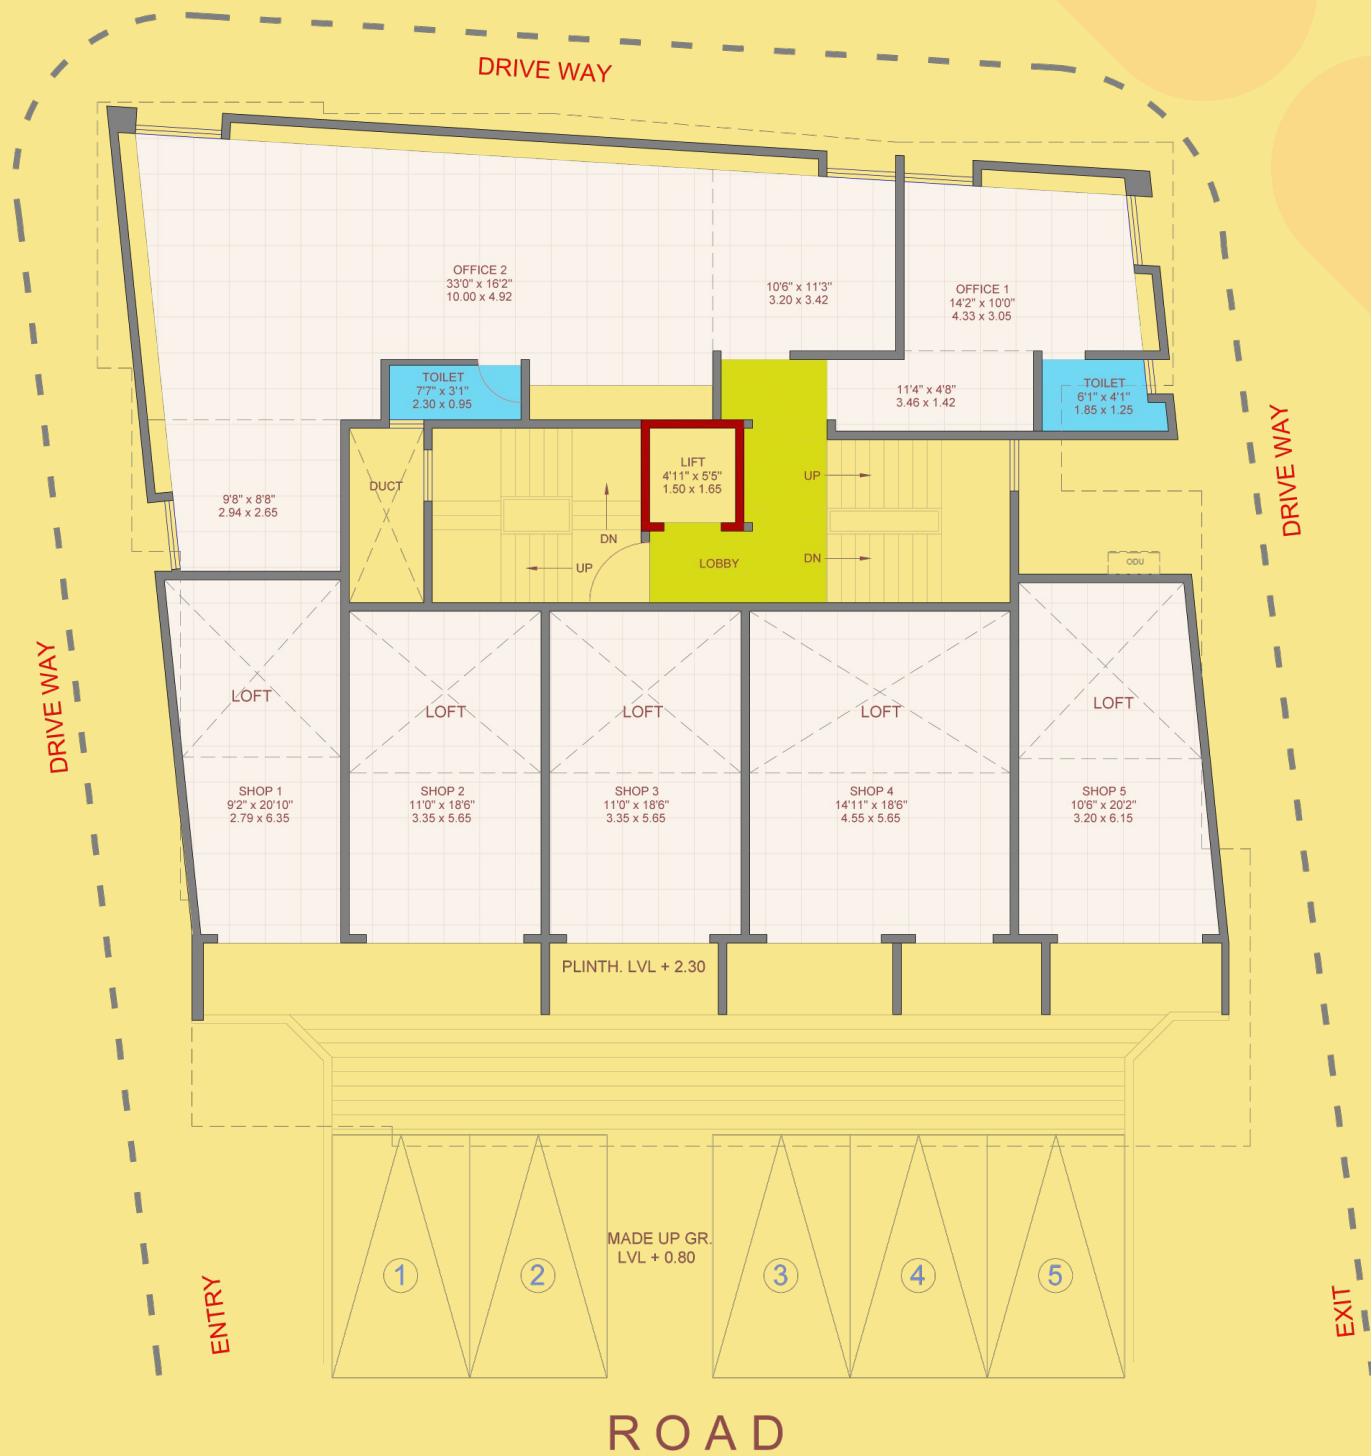 DRIVE WAY
OFFICE 2
33'0" x 16'2"
10.00 x 4.92
10'6" x 11'3"
3.20 x 3.42
OFFICE 1
14'2" x 10'0"
4.33 x 3.05
TOILET
7'7" x 3'1"
2.30 x 0.95
11'4" x 4'8"
3.46 x 1.42
TOILET
6'1" x 4'1"
1.85 x 1.25
DRIVE WAY
9'8" x 8'8"
2.94 x 2.65
DUCT
LIFT
4'11" x 5'5"
1.50 x 1.65
UP
DN
DN
UP
LOBBY
ODU
DRIVE WAY
LOFT
LOFT
LOFT
LOFT
LOFT
SHOP 1
9'2" x 20'10"
2.79 x 6.35
SHOP 2
11'0" x 18'6"
3.35 x 5.65
SHOP 3
11'0" x 18'6"
3.35 x 5.65
SHOP 4
14'11" x 18'6"
4.55 x 5.65
SHOP 5
10'6" x 20'2"
3.20 x 6.15
PLINTH. LVL + 2.30
MADE UP GR.
LVL + 0.80
1
2
3
4
5
ENTRY
EXIT
ROAD